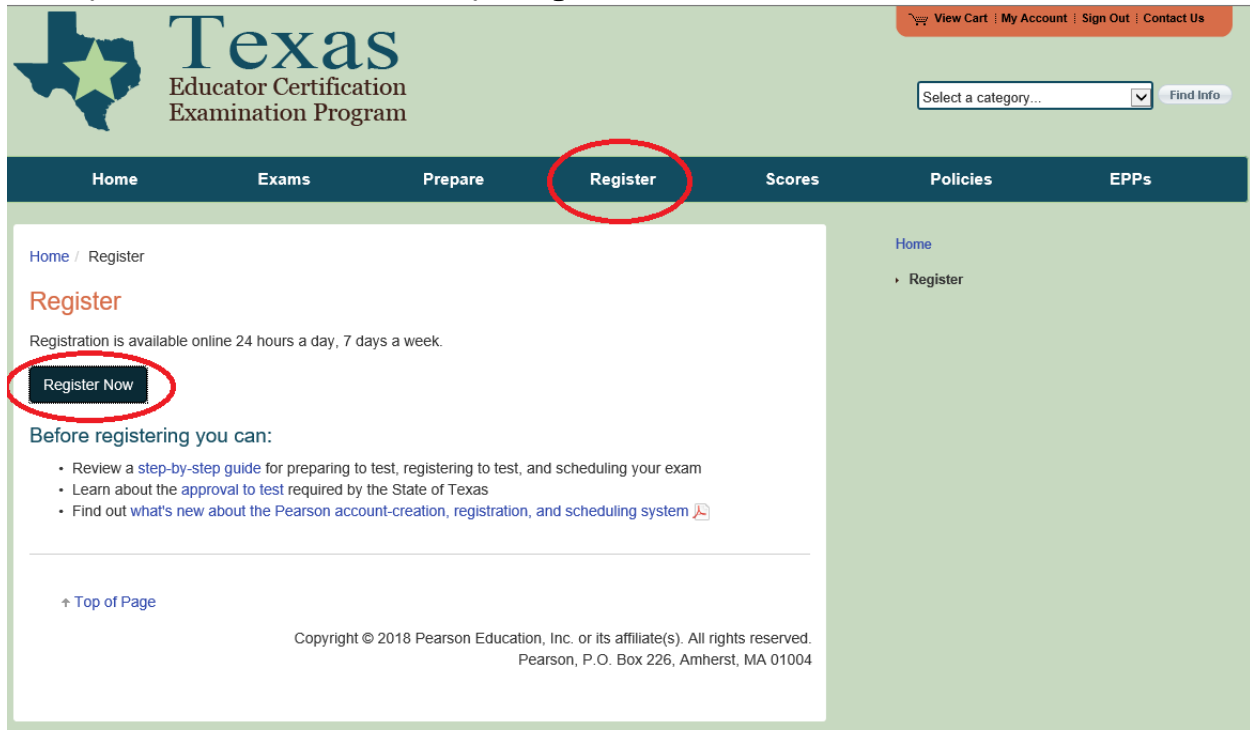 View Cart | My Account | Sign Out | Contact Us
Texas
Educator Certification
Examination Program
Select a category...
Find Info
Home Exams Prepare Register Scores Policies EPPs
Home / Register
Register
Registration is available online 24 hours a day, 7 days a week.
Register Now
Before registering you can:
• Review a step-by-step guide for preparing to test, registering to test, and scheduling your exam
• Learn about the approval to test required by the State of Texas
• Find out what's new about the Pearson account-creation, registration, and scheduling system
Top of Page
Copyright © 2018 Pearson Education, Inc. or its affiliate(s). All rights reserved.
Pearson, P.O. Box 226, Amherst, MA 01004
Home
Register